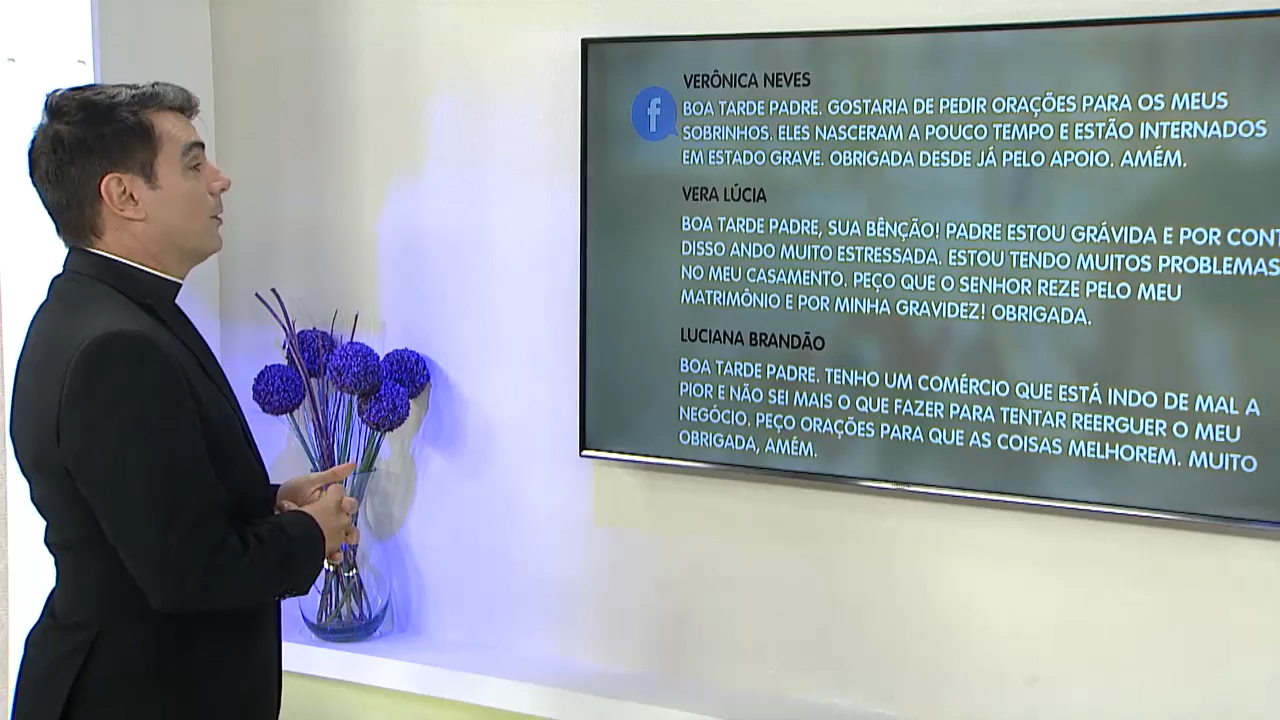 VERÔNICA NEVES
f
BOA TARDE PADRE. GOSTARIA DE PEDIR ORAÇÕES PARA OS MEUS
SOBRINHOS. ELES NASCERAM A POUCO TEMPO E ESTÃO INTERNADOS
EM ESTADO GRAVE. OBRIGADA DESDE JÁ PELO APOIO. AMÉM.
VERA LÚCIA
BOA TARDE PADRE, SUA BÊNÇÃO! PADRE ESTOU GRÁVIDA E POR CONT
DISSO ANDO MUITO ESTRESSADA. ESTOU TENDO MUITOS PROBLEMAS
NO MEU CASAMENTO. PEÇO QUE O SENHOR REZE PELO MEU
MATRIMÔNIO E POR MINHA GRAVIDEZ! OBRIGADA.
LUCIANA BRANDÃO
BOA TARDE PADRE. TENHO UM COMÉRCIO QUE ESTÁ INDO DE MAL A
PIOR E NÃO SEI MAIS O QUE FAZER PARA TENTAR REERGUER O MEU
NEGÓCIO. PEÇO ORAÇÕES PARA QUE AS COISAS MELHOREM. MUITO
OBRIGADA, AMÉM.